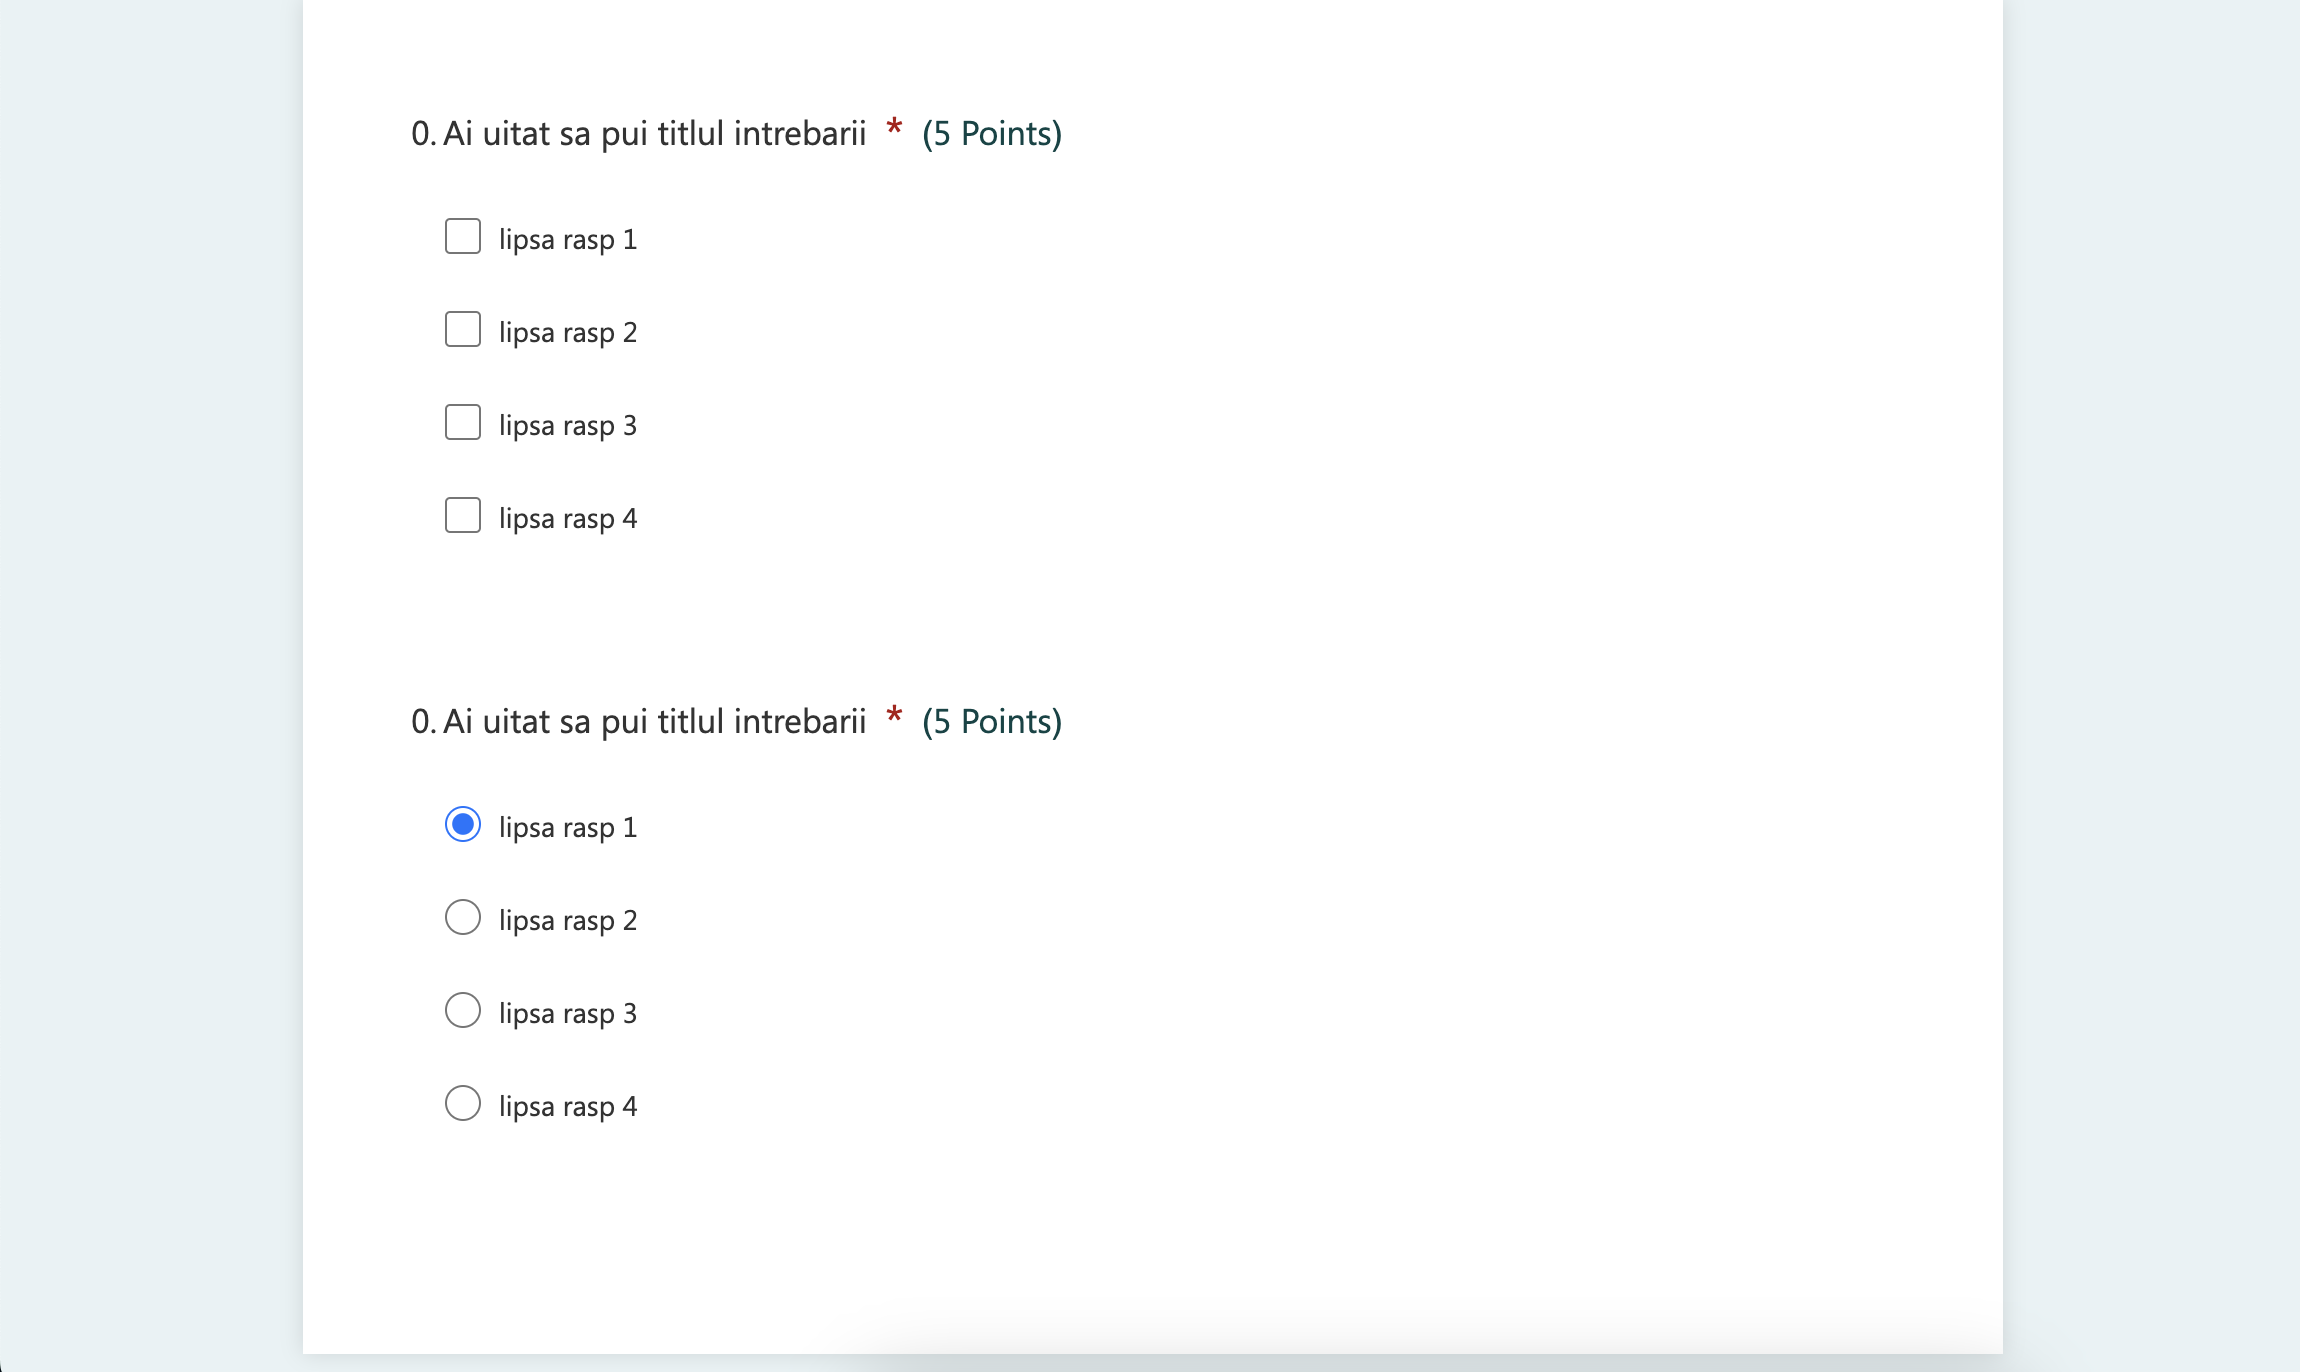 0. Ai uitat sa pui titlul intrebarii * (5 Points)
lipsa rasp 1
lipsa rasp 2
lipsa rasp 3
lipsa rasp 4
0. Ai uitat sa pui titlul intrebarii * (5 Points)
lipsa rasp 1
lipsa rasp 2
lipsa rasp 3
lipsa rasp 4